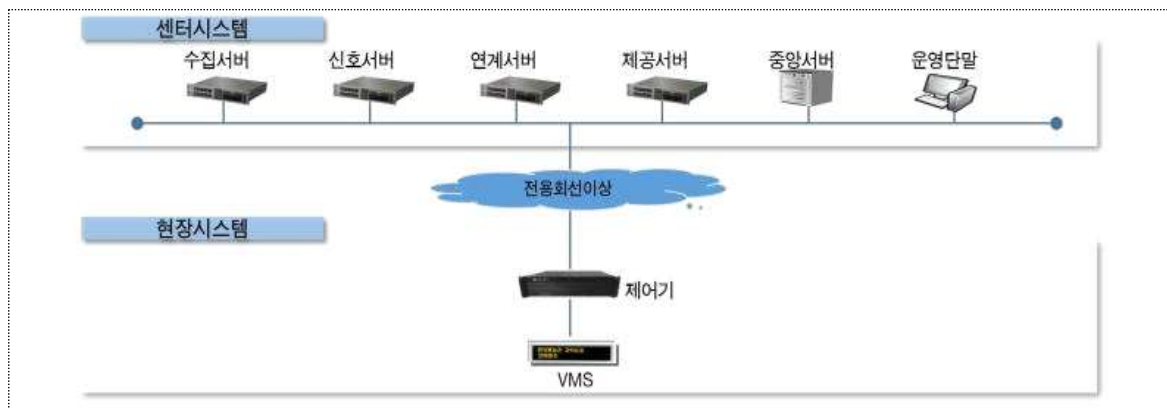 센터시스템
수집서버
신호서버
연계서버
제공서버
중앙서버
운영단말
전용회선이상
현장시스템
제어기
VMS